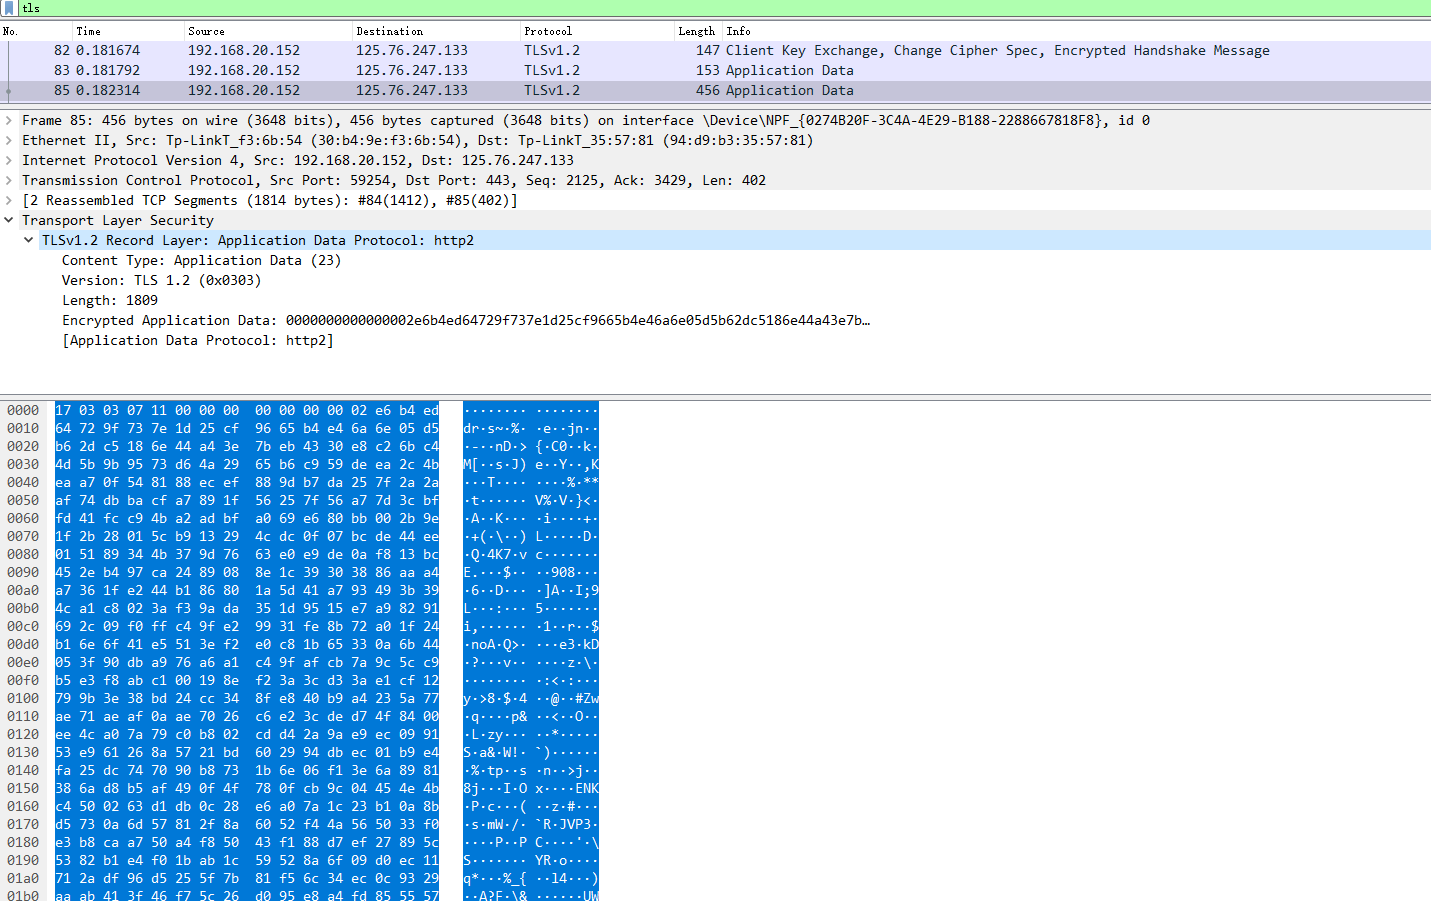 tls
No. Time Source Destination Protocol Length Info
82 0.181674 192.168.20.152 125.76.247.133 TLSv1.2 147 Client Key Exchange, Change Cipher Spec, Encrypted Handshake Message
83 0.181792 192.168.20.152 125.76.247.133 TLSv1.2 153 Application Data
85 0.182314 192.168.20.152 125.76.247.133 TLSv1.2 456 Application Data
Frame 85: 456 bytes on wire (3648 bits), 456 bytes captured (3648 bits) on interface \Device\NPF_{0274B20F-3C4A-4E29-B188-2288667818F8}, id 0
Ethernet II, Src: Tp-LinkT_f3:6b:54 (30:b4:9e:f3:6b:54), Dst: Tp-LinkT_35:57:81 (94:d9:b3:35:57:81)
Internet Protocol Version 4, Src: 192.168.20.152, Dst: 125.76.247.133
Transmission Control Protocol, Src Port: 59254, Dst Port: 443, Seq: 2125, Ack: 3429, Len: 402
[2 Reassembled TCP Segments (1814 bytes): #84(1412), #85(402)]
Transport Layer Security
TLSv1.2 Record Layer: Application Data Protocol: http2
Content Type: Application Data (23)
Version: TLS 1.2 (0x0303)
Length: 1809
Encrypted Application Data: 0000000000000002e6b4ed64729f737e1d25cf9665b4e46a6e05d5b62dc5186e44a43e7b…
[Application Data Protocol: http2]
0000 17 03 03 07 11 00 00 00 00 00 00 00 02 e6 b4 ed ········ ········
0010 64 72 9f 73 7e 1d 25 cf 96 65 b4 e4 6a 6e 05 d5 dr·s~·%· ·e··jn··
0020 b6 2d c5 18 6e 44 a4 3e 7b eb 43 30 e8 c2 6b c4 ·-··nD·> {·C0··k·
0030 4d 5b 9b 95 73 d6 4a 29 65 b6 c9 59 de ea 2c 4b M[··s·J) e··Y··,K
0040 ea a7 0f 54 81 88 ec ef 88 9d b7 da 25 7f 2a 2a ···T···· ····%·**
0050 af 74 db ba cf a7 89 1f 56 25 7f 56 a7 7d 3c bf ·t······ V%·V·}<·
0060 fd 41 fc c9 4b a2 ad bf a0 69 e6 80 bb 00 2b 9e ·A··K··· ·i····+·
0070 1f 2b 28 01 5c b9 13 29 4c dc 0f 07 bc de 44 ee ·+(·\··) L·····D·
0080 01 51 89 34 4b 37 9d 76 63 e0 e9 de 0a f8 13 bc ·Q·4K7·v c·······
0090 45 2e b4 97 ca 24 89 08 8e 1c 39 30 38 86 aa a4 E.···$·· ··908···
00a0 a7 36 1f e2 44 b1 86 80 1a 5d 41 a7 93 49 3b 39 ·6··D··· ·]A··I;9
00b0 4c a1 c8 02 3a f3 9a da 35 1d 95 15 e7 a9 82 91 L···:··· 5·······
00c0 69 2c 09 f0 ff c4 9f e2 99 31 fe 8b 72 a0 1f 24 i,······ ·1··r··$
00d0 b1 6e 6f 41 e5 51 3e f2 e0 c8 1b 65 33 0a 6b 44 ·noA·Q>· ···e3·kD
00e0 05 3f 90 db a9 76 a6 a1 c4 9f af cb 7a 9c 5c c9 ·?···v·· ····z·\·
00f0 b5 e3 f8 ab c1 00 19 8e f2 3a 3c d3 3a e1 cf 12 ········ ·:<·:···
0100 79 9b 3e 38 bd 24 cc 34 8f e8 40 b9 a4 23 5a 77 y·>8·$·4 ··@··#Zw
0110 ae 71 ae af 0a ae 70 26 c6 e2 3c de d7 4f 84 00 ·q····p& ··<··O··
0120 ee 4c a0 7a 79 c0 b8 02 cd d4 2a 9a e9 ec 09 91 ·L·zy··· ··*·····
0130 53 e9 61 26 8a 57 21 bd 60 29 94 db ec 01 b9 e4 S·a&·W!· `)······
0140 fa 25 dc 74 70 90 b8 73 1b 6e 06 f1 3e 6a 89 81 ·%·tp··s ·n··>j··
0150 38 6a d8 b5 af 49 0f 4f 78 0f cb 9c 04 45 4e 4b 8j···I·O x····ENK
0160 c4 50 02 63 d1 db 0c 28 e6 a0 7a 1c 23 b1 0a 8b ·P·c···( ··z·#···
0170 d5 73 0a 6d 57 81 2f 8a 60 52 f4 4a 56 50 33 f0 ·s·mW·/· `R·JVP3·
0180 e3 b8 ca a7 50 a4 f8 50 43 f1 88 d7 ef 27 89 5c ····P··P C····'·\
0190 53 82 b1 e4 f0 1b ab 1c 59 52 8a 6f 09 d0 ec 11 S······· YR·o····
01a0 71 2a df 96 d5 25 5f 7b 81 f5 6c 34 ec 0c 93 29 q*···%_{ ··l4···)
01b0 aa ab 41 3f 46 f7 5c 26 d0 95 e8 a4 fd 85 55 57 ··A?F·\& ······UW